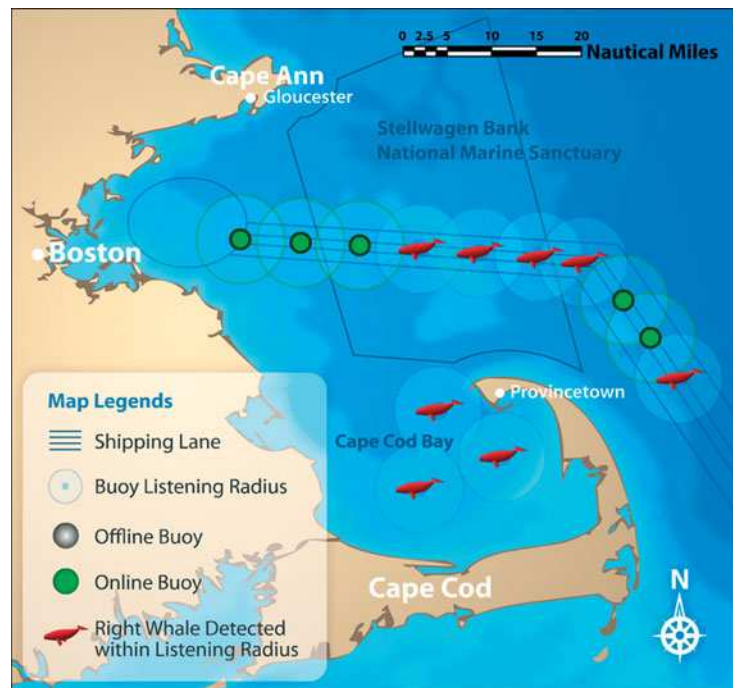 0 2.5 5 10 15 20
Nautical Miles
Cape Ann
Gloucester
Stellwagen Bank
National Marine Sanctuary
Boston
Provincetown
Cape Cod Bay
Map Legends
Shipping Lane
Buoy Listening Radius
Offline Buoy
Online Buoy
Right Whale Detected
within Listening Radius
Cape Cod
N